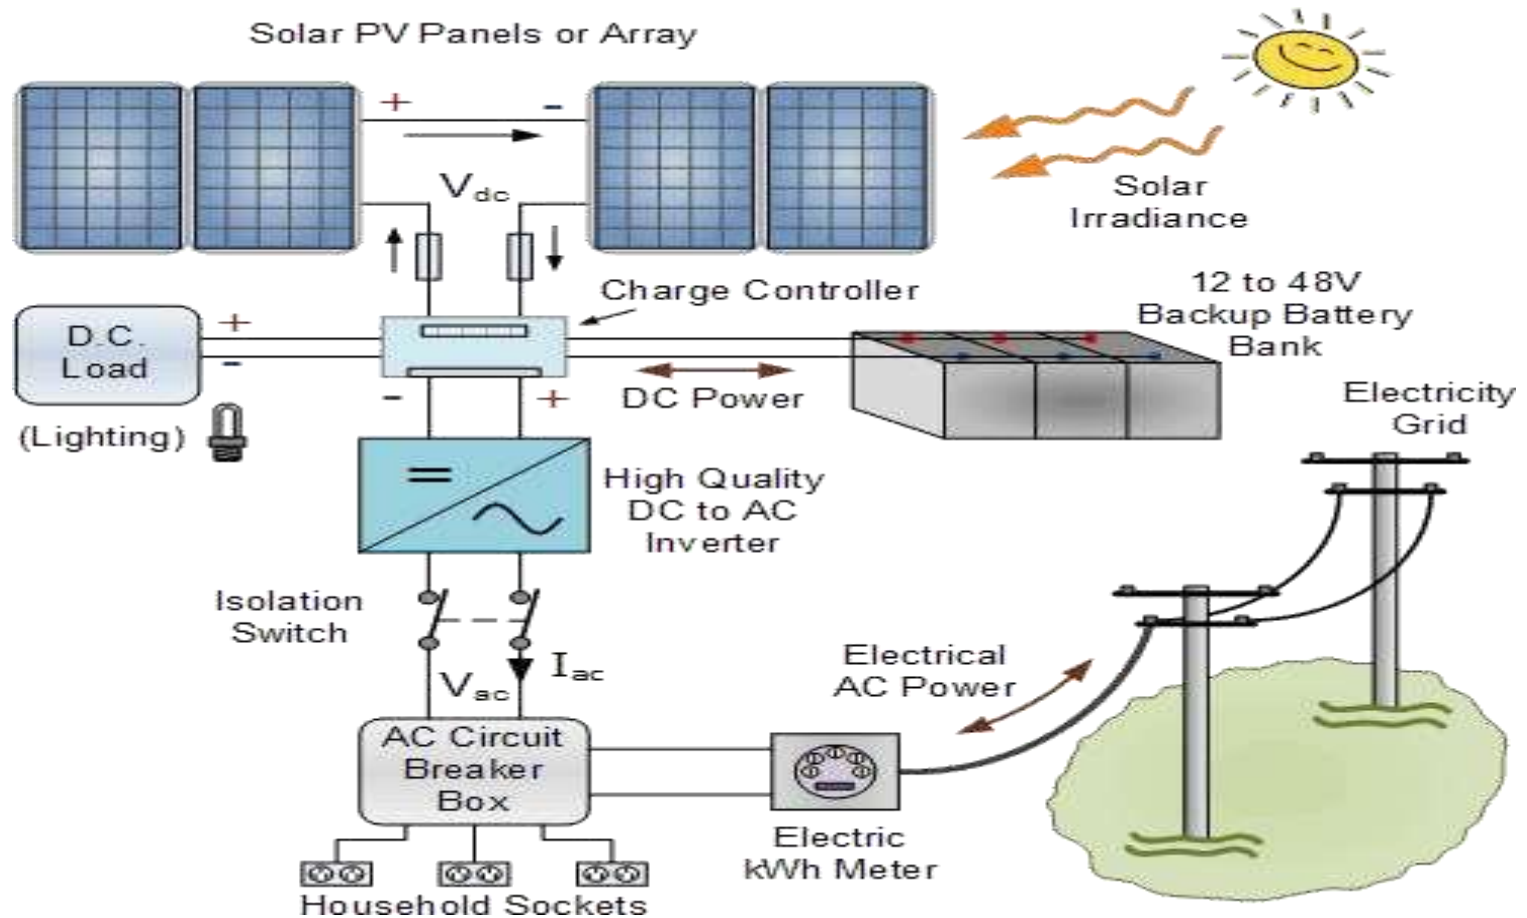 Solar PV Panels or Array
+
-
Vdc
Solar
Irradiance
Charge Controller
12 to 48V
Backup Battery
Bank
D.C.
Load
+
-
(Lighting)
DC Power
-
+
Electricity
Grid
High Quality
DC to AC
Inverter
Isolation
Switch
Iac
Vac
Electrical
AC Power
AC Circuit
Breaker
Box
Electric
kWh Meter
Household Sockets